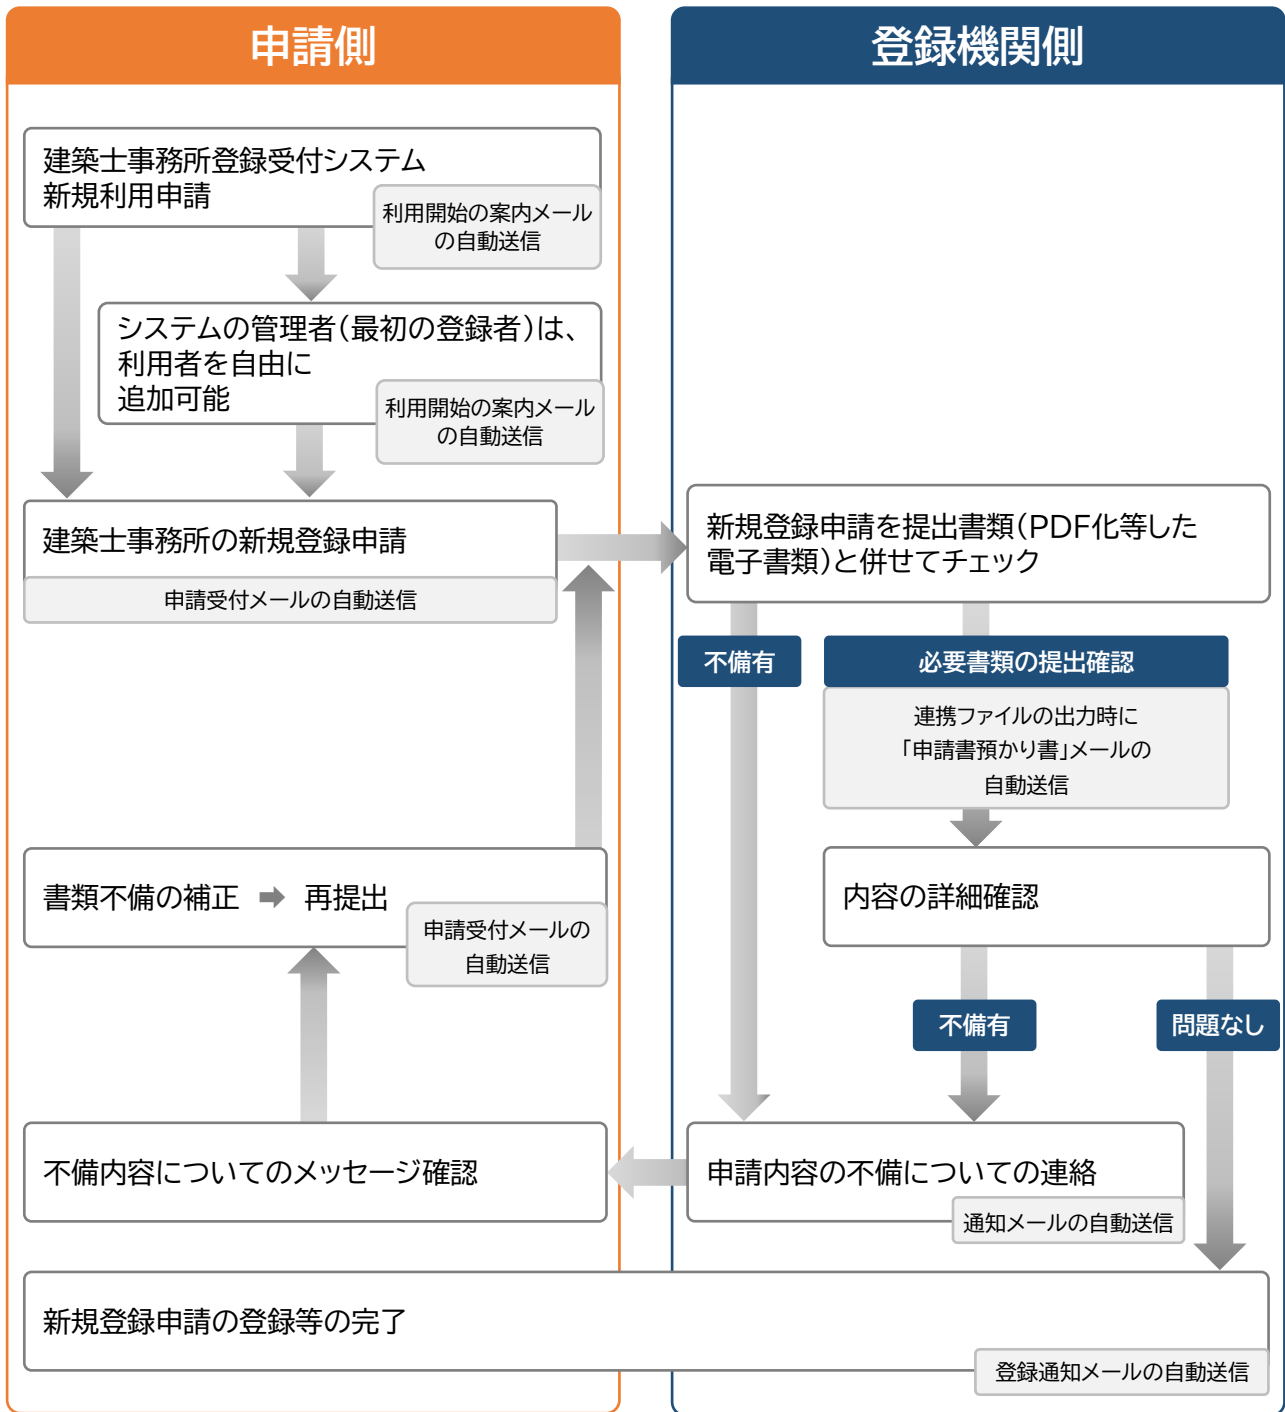 申請側
登録機関側
建築士事務所登録受付システム
新規利用申請
利用開始の案内メール
の自動送信
システムの管理者(最初の登録者)は、
利用者を自由に
追加可能
利用開始の案内メール
の自動送信
建築士事務所の新規登録申請
申請受付メールの自動送信
新規登録申請を提出書類(PDF化等した
電子書類)と併せてチェック
不備有
必要書類の提出確認
連携ファイルの出力時に
「申請書預かり書」メールの
自動送信
書類不備の補正 ➡ 再提出
申請受付メールの
自動送信
内容の詳細確認
不備有
問題なし
不備内容についてのメッセージ確認
申請内容の不備についての連絡
通知メールの自動送信
新規登録申請の登録等の完了
登録通知メールの自動送信